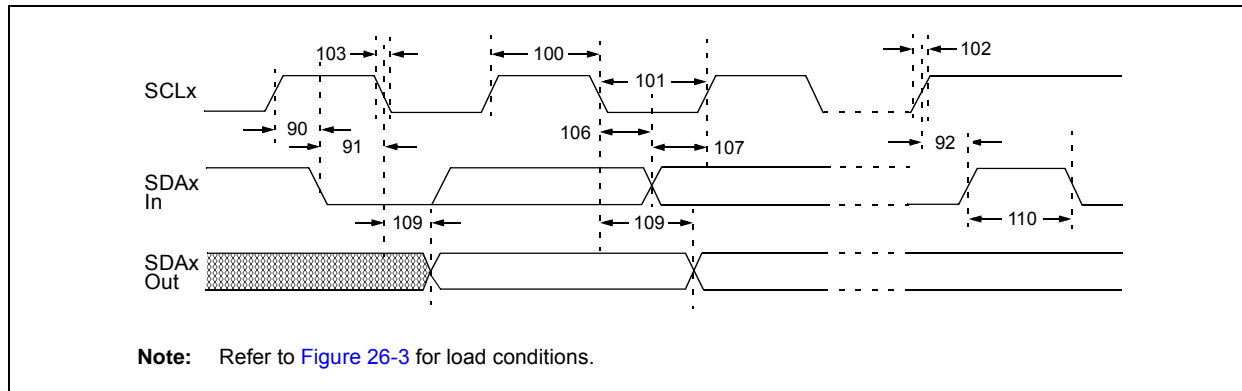 103
100
101
102
SCLx
90
106
91
107
92
SDAx
In
109
109
110
SDAx
Out
Note: Refer to Figure 26-3 for load conditions.